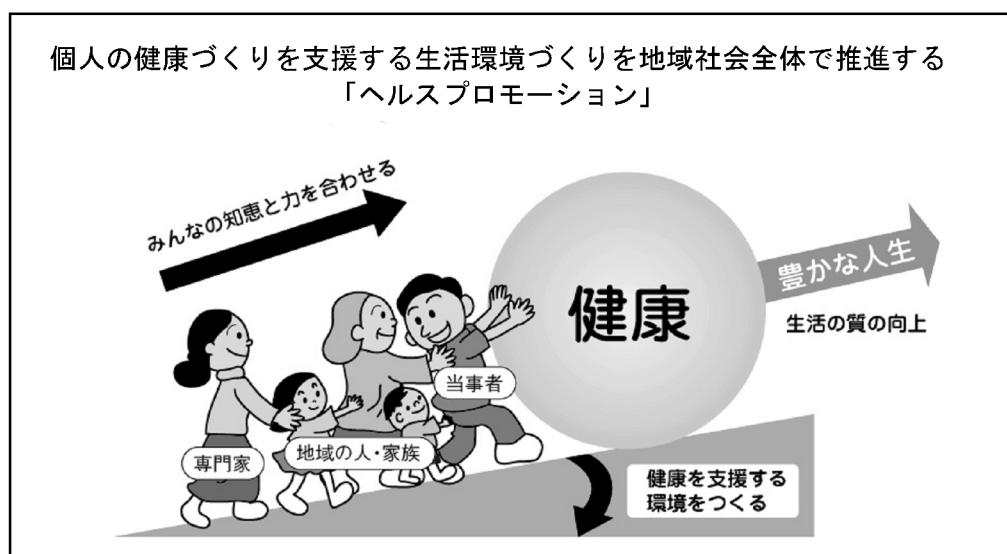 個人の健康づくりを支援する生活環境づくりを地域社会全体で推進する
「ヘルスプロモーション」
みんなの知恵と力を合わせる
健康
豊かな人生
生活の質の向上
当事者
地域の人・家族
専門家
健康を支援する
環境をつくる